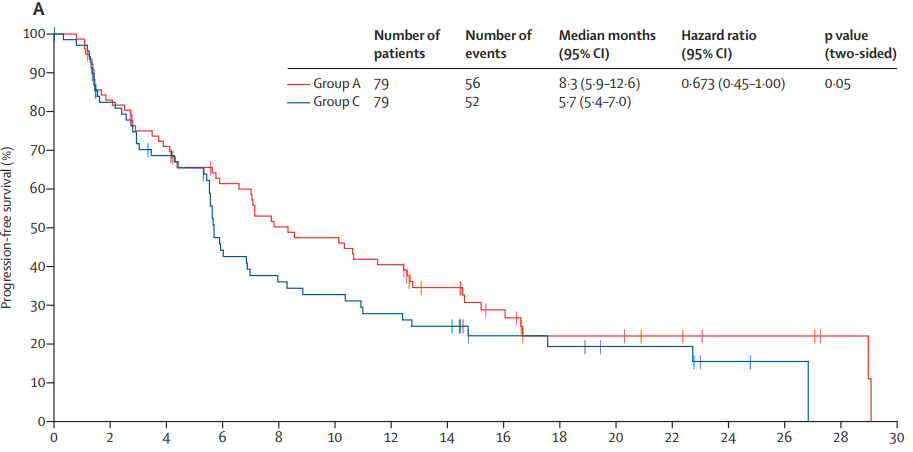 A
Number of patients Number of events Median months (95% CI) Hazard ratio (95% CI) p value (two-sided)
Group A 79 56 8·3 (5·9–12·6) 0·673 (0·45–1·00) 0·05
Group C 79 52 5·7 (5·4–7·0)
Progression-free survival (%)
100
90
80
70
60
50
40
30
20
10
0
0 2 4 6 8 10 12 14 16 18 20 22 24 26 28 30